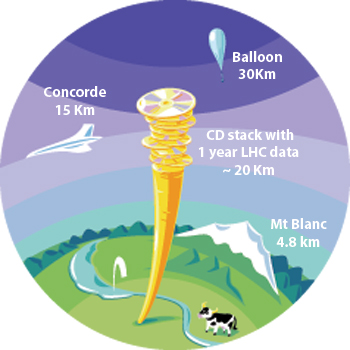 Balloon
30Km
Concorde
15 Km
CD stack with
1 year LHC data
~ 20 Km
Mt Blanc
4.8 km